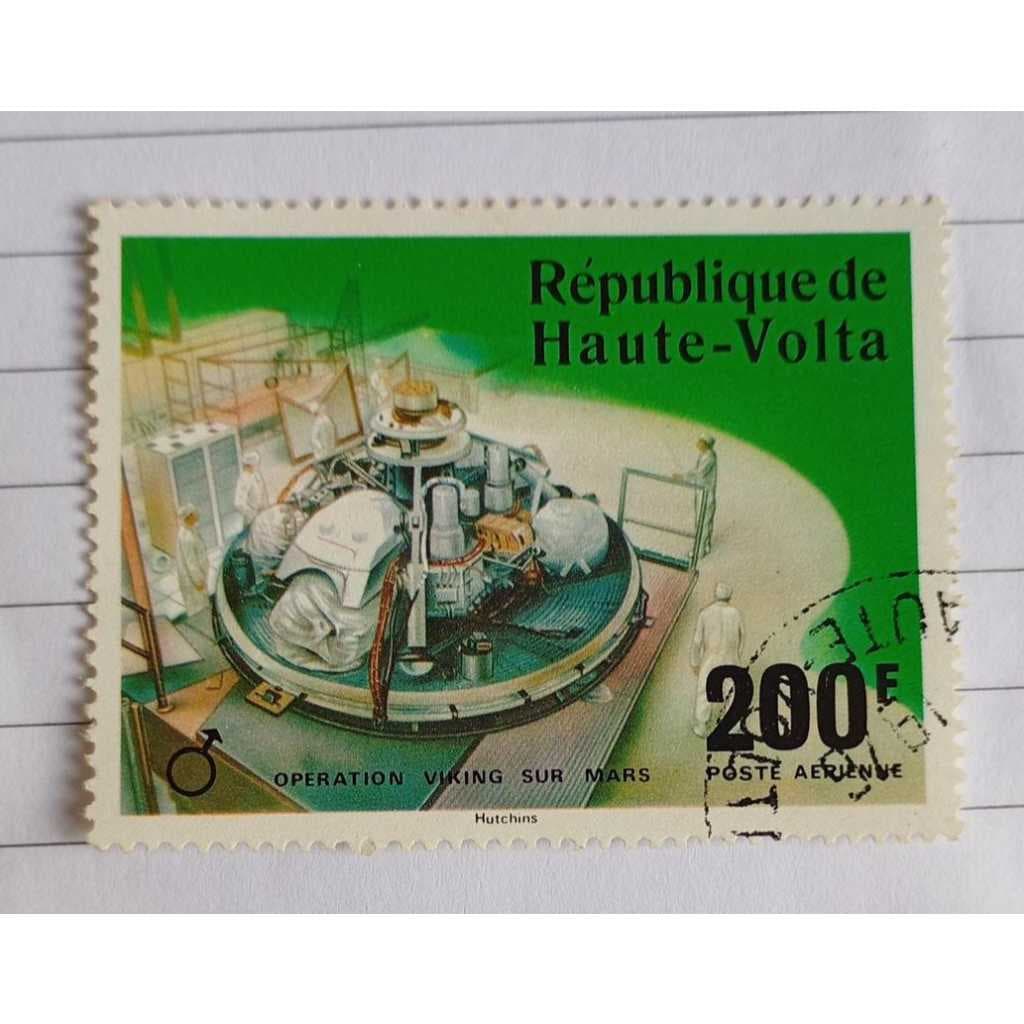 République de
Haute-Volta
200F
♂ OPERATION VIKING SUR MARS POSTE AERIENNE
Hutchins